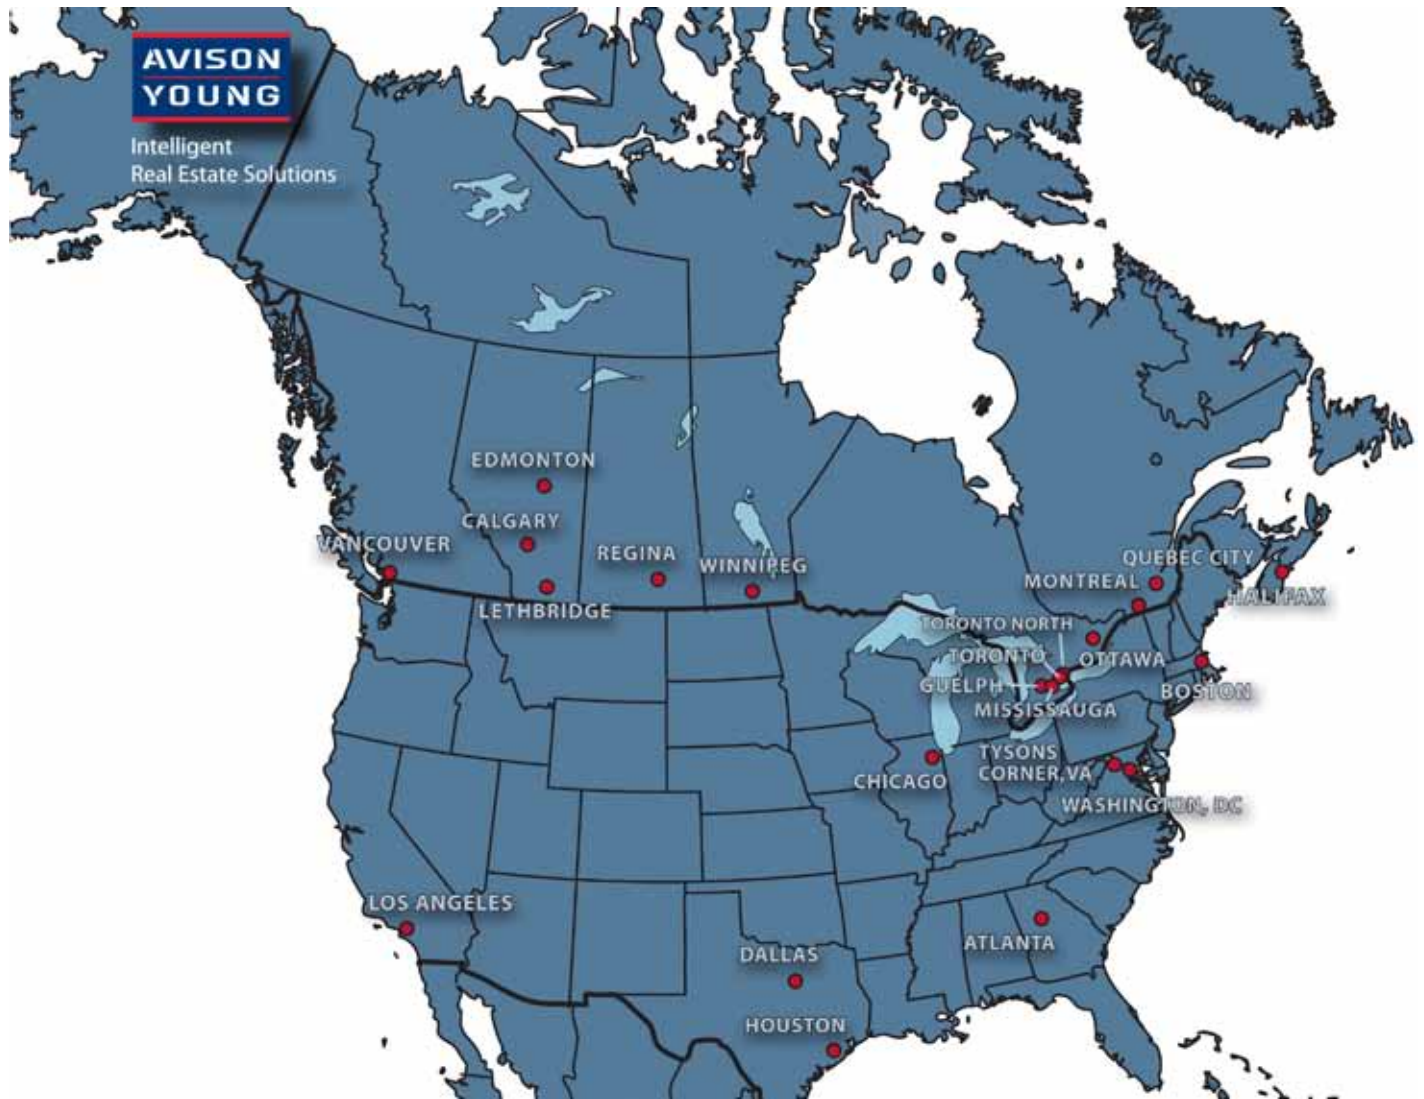 AVISON
YOUNG
Intelligent
Real Estate Solutions
EDMONTON
CALGARY
VANCOUVER
REGINA
WINNIPEG
LETHBRIDGE
QUEBEC CITY
MONTREAL
HALIFAX
TORONTO NORTH
TORONTO
OTTAWA
GUELPH
BOSTON
MISSISSAUGA
TYSONS
CORNER, VA
CHICAGO
WASHINGTON, DC
LOS ANGELES
ATLANTA
DALLAS
HOUSTON